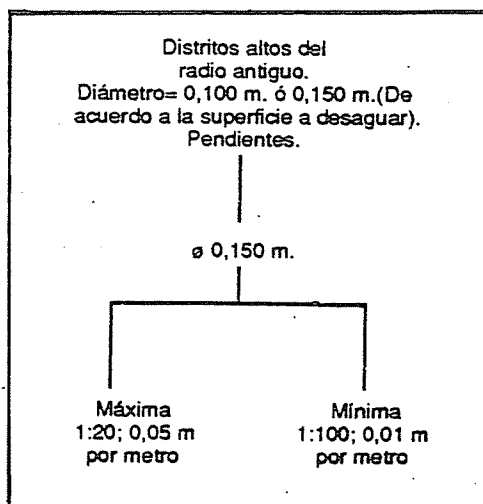 Distritos altos del
radio antiguo.
Diámetro= 0,100 m. ó 0,150 m.(De
acuerdo a la superficie a desaguar).
Pendientes.
ø 0,150 m.
Máxima
1:20; 0,05 m
por metro
Mínima
1:100; 0,01 m
por metro